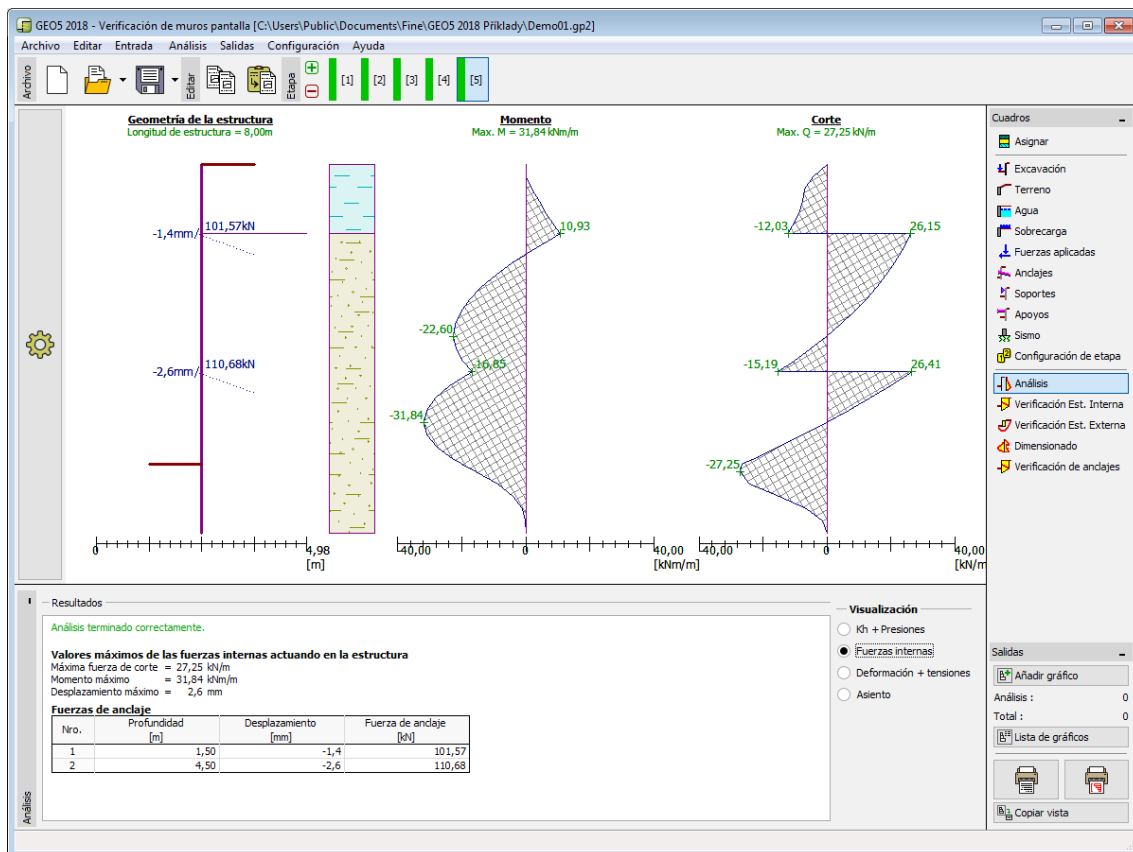 GEO5 2018 - Verificación de muros pantalla [C:\Users\Public\Documents\Fine\GEO5 2018 Příklady\Demo01.gp2]
Archivo Editar Entrada Análisis Salidas Configuración Ayuda
Archivo
Editar
Etapa
[1] [2] [3] [4] [5]
Geometría de la estructura
Longitud de estructura = 8,00m
Momento
Max. M = 31,84 kNm/m
Corte
Max. Q = 27,25 kN/m
101,57kN
-1,4mm
110,68kN
-2,6mm
10,93
-22,60
-16,85
-31,84
-12,03
26,15
-15,19
26,41
-27,25
0
4,98
[m]
-40,00
0
40,00
[kNm/m]
-40,00
0
40,00
[kN/m]
Cuadros
Asignar
Excavación
Terreno
Agua
Sobrecarga
Fuerzas aplicadas
Anclajes
Soportes
Apoyos
Sismo
Configuración de etapa
Análisis
Verificación Est. Interna
Verificación Est. Externa
Dimensionado
Verificación de anclajes
Análisis
Resultados
Análisis terminado correctamente.
Valores máximos de las fuerzas internas actuando en la estructura
Máxima fuerza de corte = 27,25 kN/m
Momento máximo = 31,84 kNm/m
Desplazamiento máximo = 2,6 mm
Fuerzas de anclaje
Nro. Profundidad [m] Desplazamiento [mm] Fuerza de anclaje [kN]
1 1,50 -1,4 101,57
2 4,50 -2,6 110,68
Visualización
Kh + Presiones
Fuerzas internas
Deformación + tensiones
Asiento
Salidas
Añadir gráfico
Análisis : 0
Total : 0
Lista de gráficos
Copiar vista